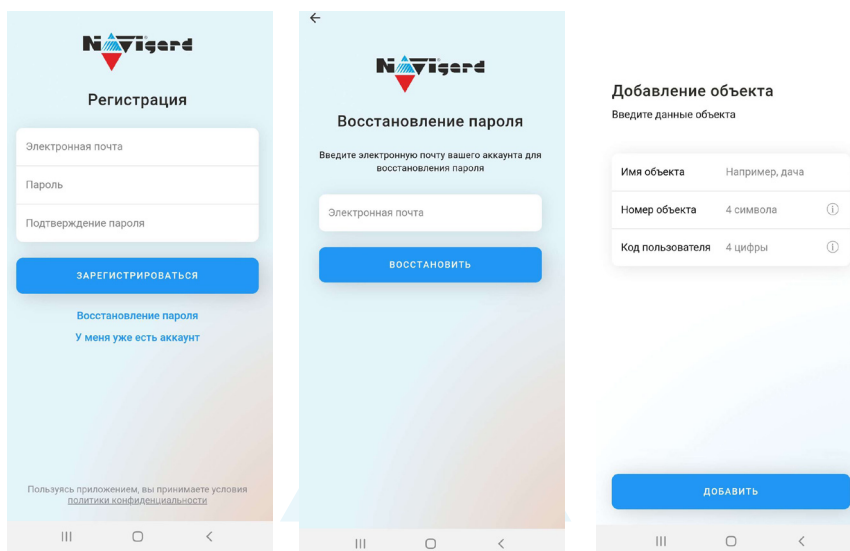 Navigard
Регистрация
Электронная почта
Пароль
Подтверждение пароля
ЗАРЕГИСТРИРОВАТЬСЯ
Восстановление пароля
У меня уже есть аккаунт
Пользуясь приложением, вы принимаете условия
политики конфиденциальности
Navigard
Восстановление пароля
Введите электронную почту вашего аккаунта для
восстановления пароля
Электронная почта
ВОССТАНОВИТЬ
Добавление объекта
Введите данные объекта
Имя объекта Например, дача
Номер объекта 4 символа
Код пользователя 4 цифры
ДОБАВИТЬ